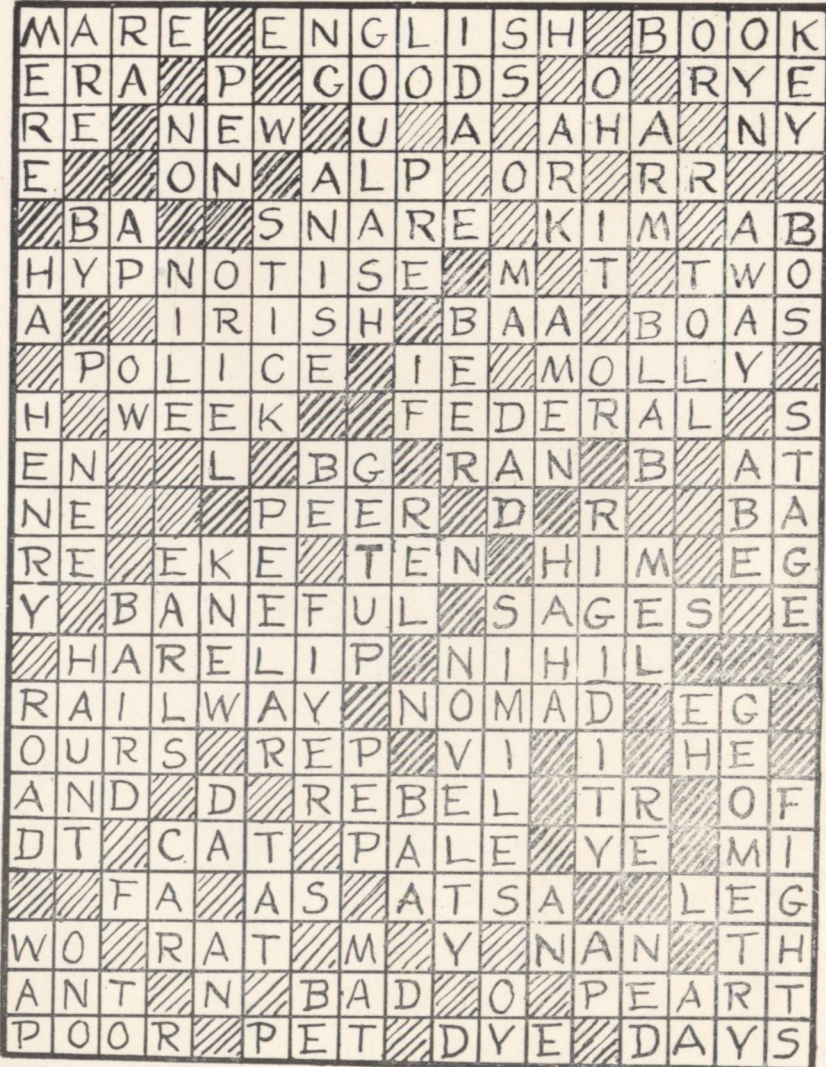 MARE ENGLISH BOOK
ERA P GOODS O RYE
RE NEW U A AHA NY
E ON ALP OR RR
BA SNARE KIM AB
HYPNOTISE M T TWO
A IRISH BAA BOAS
POLICE IE MOLLY
H WEEK FEDERAL S
EN L BG RAN B AT
NE PEER D R BA
RE EKE TEN HIM EG
Y BANEFUL SAGES E
HARELIP NIHIL
RAILWAY NOMAD EG
OURS REP VI I HE
AND D REBEL TR OF
DT CAT PALE YE MI
FA AS ATSA LEG
WO RAT M Y NAN TH
ANT N BAD O PEART
POOR PET DYE DAYS